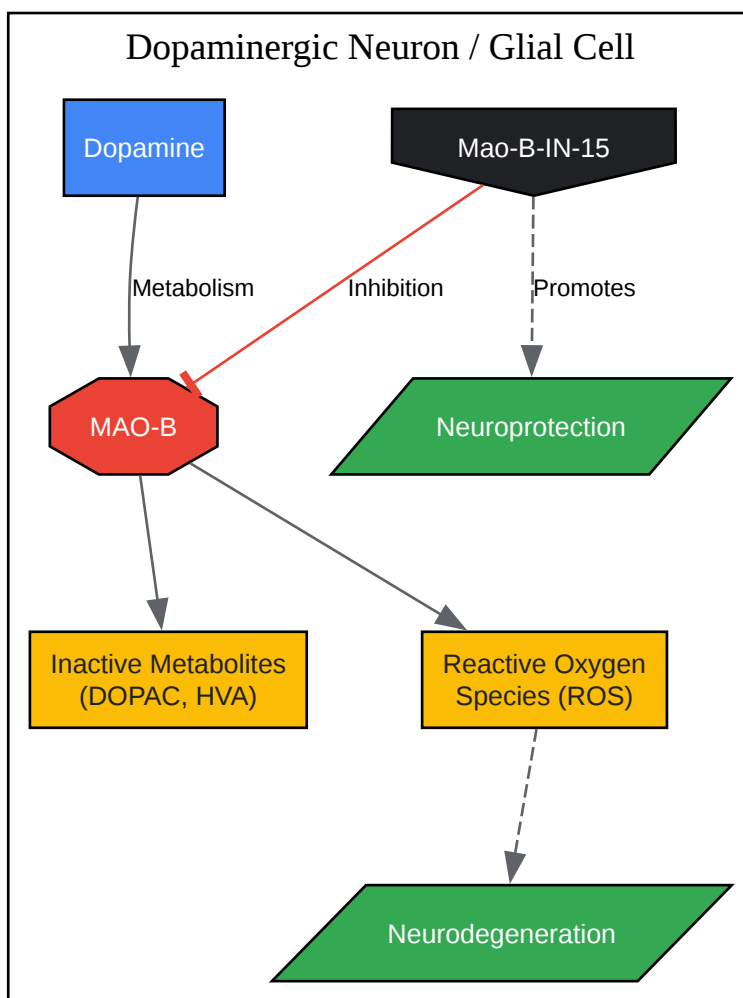 Dopaminergic Neuron / Glial Cell
Dopamine
Mao-B-IN-15
Metabolism
Inhibition
Promotes
MAO-B
Neuroprotection
Inactive Metabolites
(DOPAC, HVA)
Reactive Oxygen
Species (ROS)
Neurodegeneration